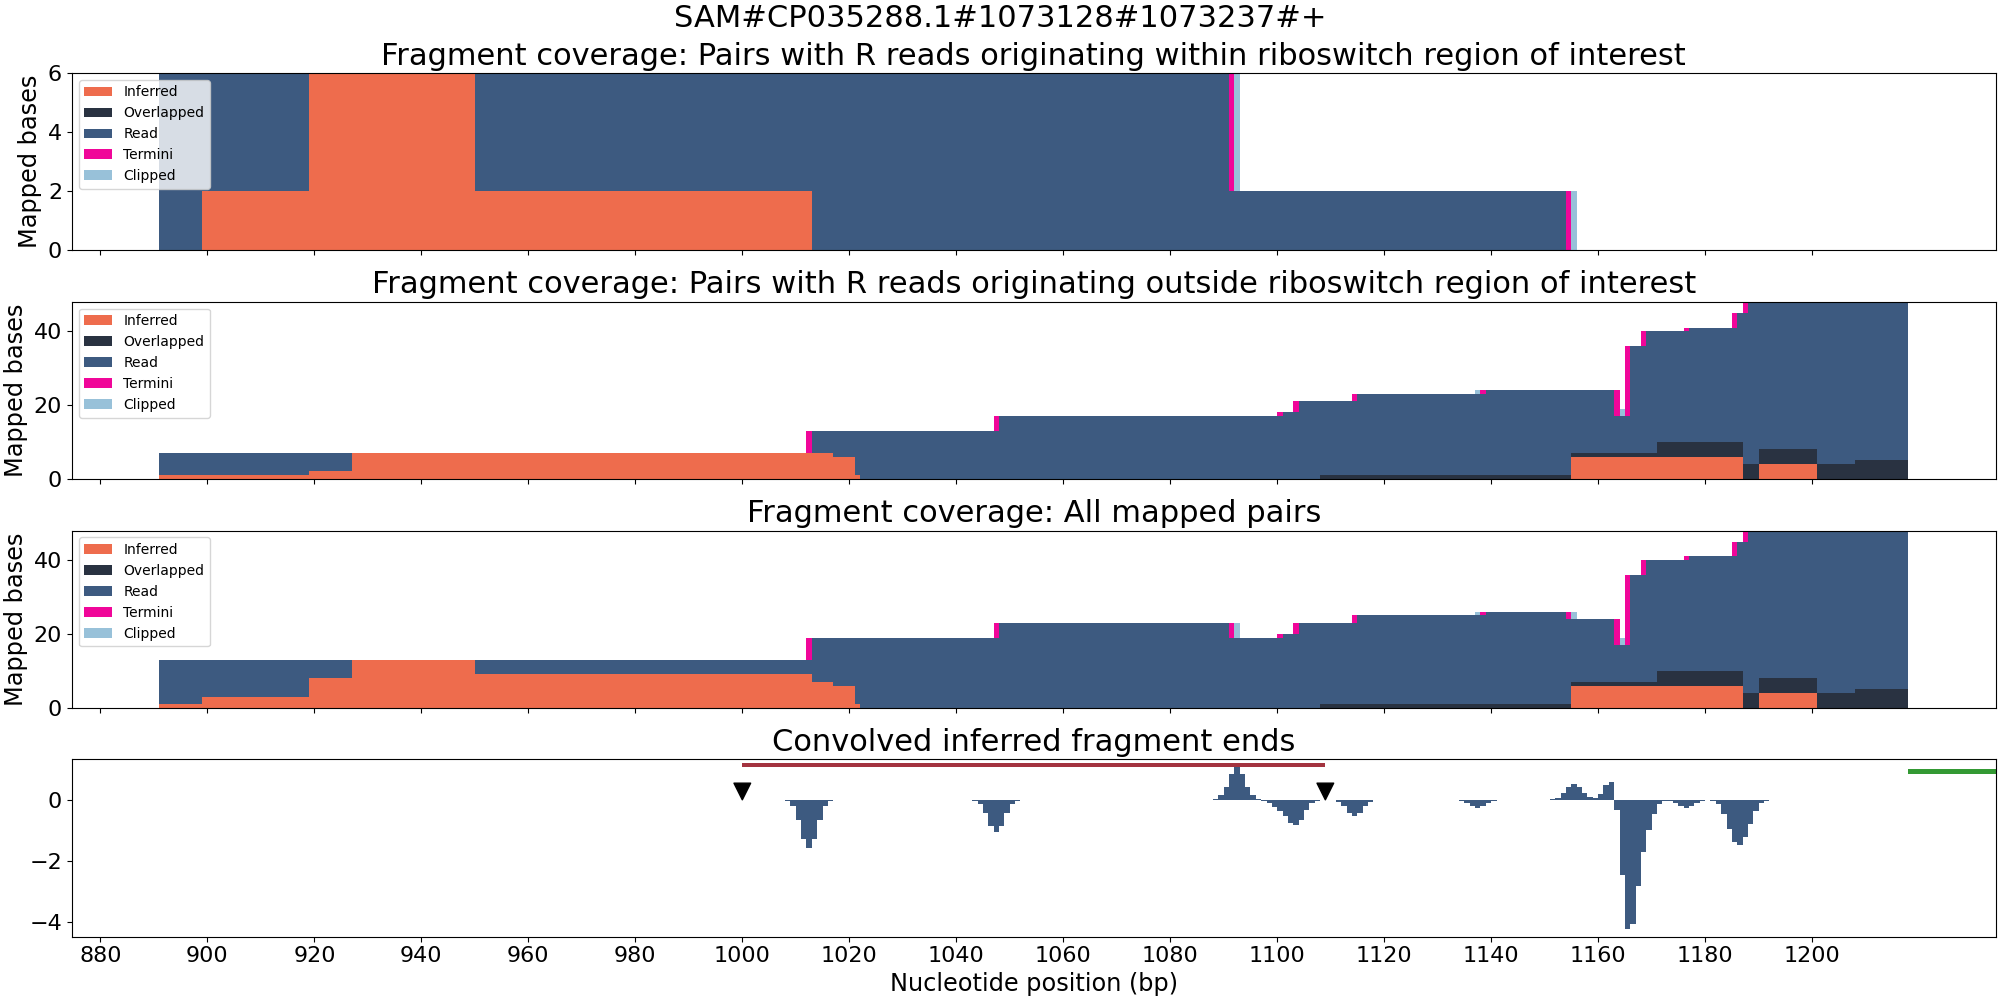 SAM#CP035288.1#1073128#1073237#+
Fragment coverage: Pairs with R reads originating within riboswitch region of interest
Mapped bases
6
4
2
0
Inferred
Overlapped
Read
Termini
Clipped
Fragment coverage: Pairs with R reads originating outside riboswitch region of interest
Mapped bases
40
20
0
Inferred
Overlapped
Read
Termini
Clipped
Fragment coverage: All mapped pairs
Mapped bases
40
20
0
Inferred
Overlapped
Read
Termini
Clipped
Convolved inferred fragment ends
0
−2
−4
880 900 920 940 960 980 1000 1020 1040 1060 1080 1100 1120 1140 1160 1180 1200
Nucleotide position (bp)